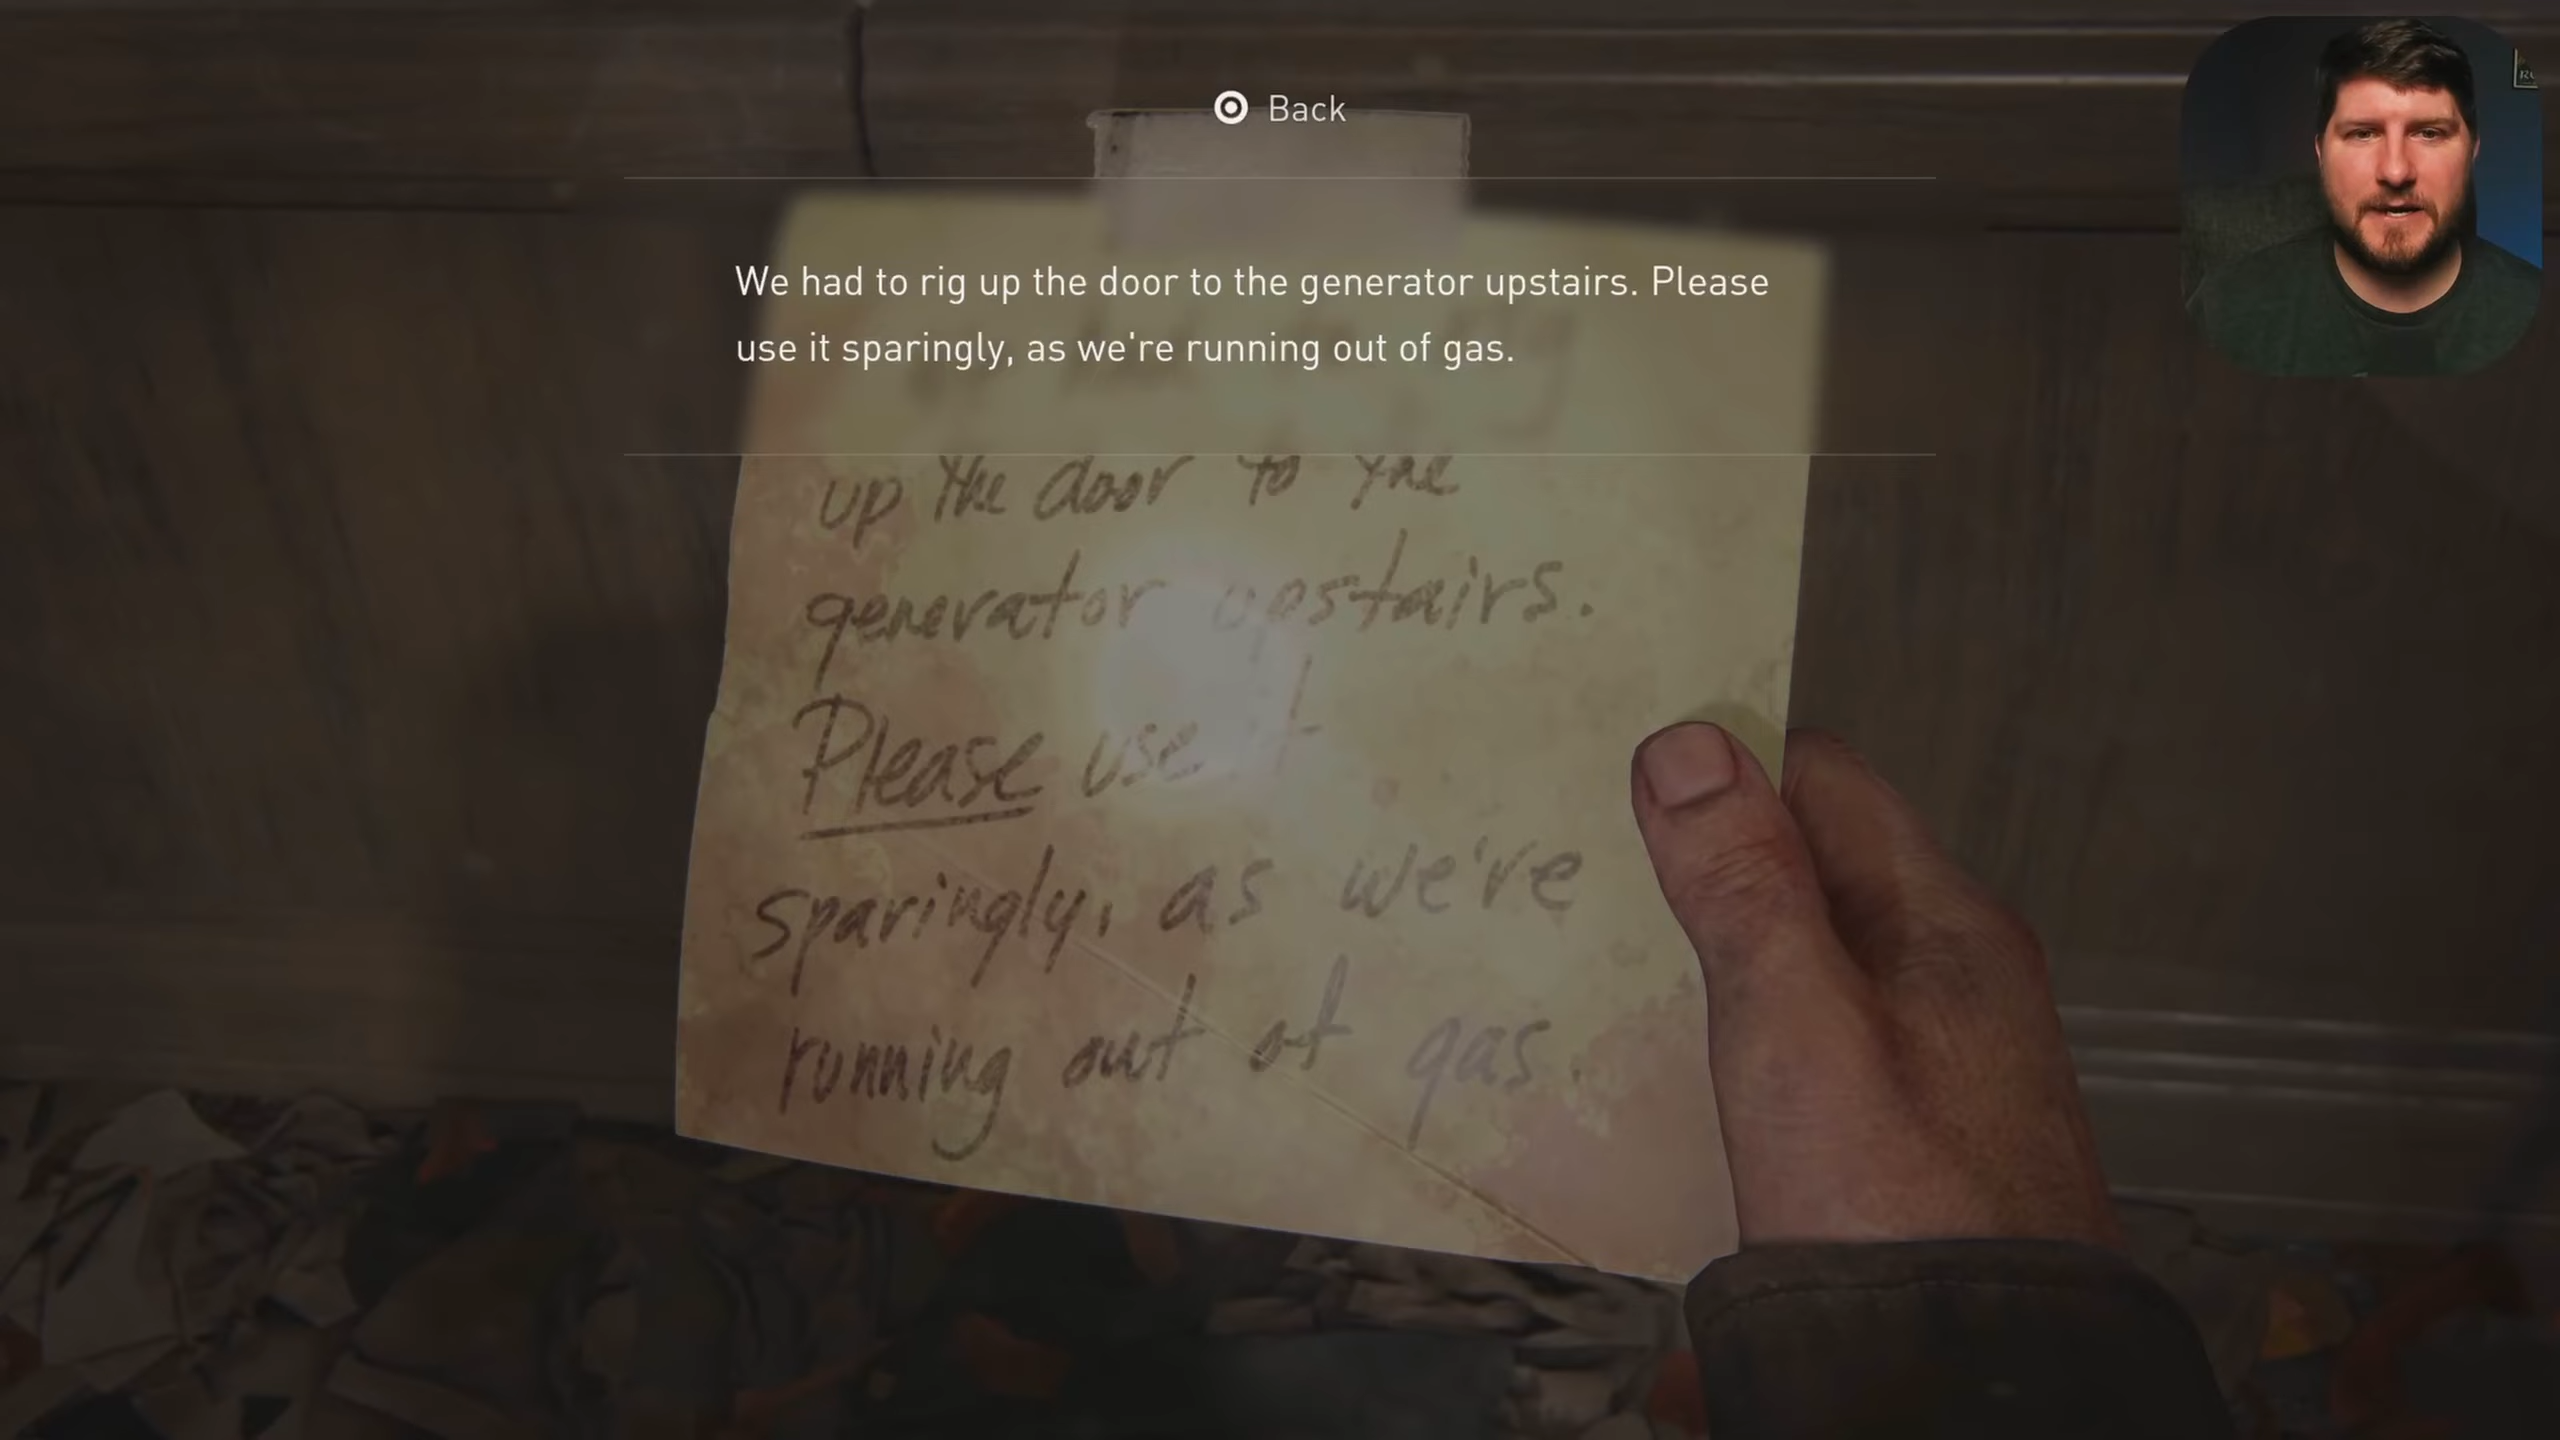 Back
We had to rig up the door to the generator upstairs. Please
use it sparingly, as we're running out of gas.
up the door to the
generator upstairs.
Please use it
sparingly, as we're
running out of gas.